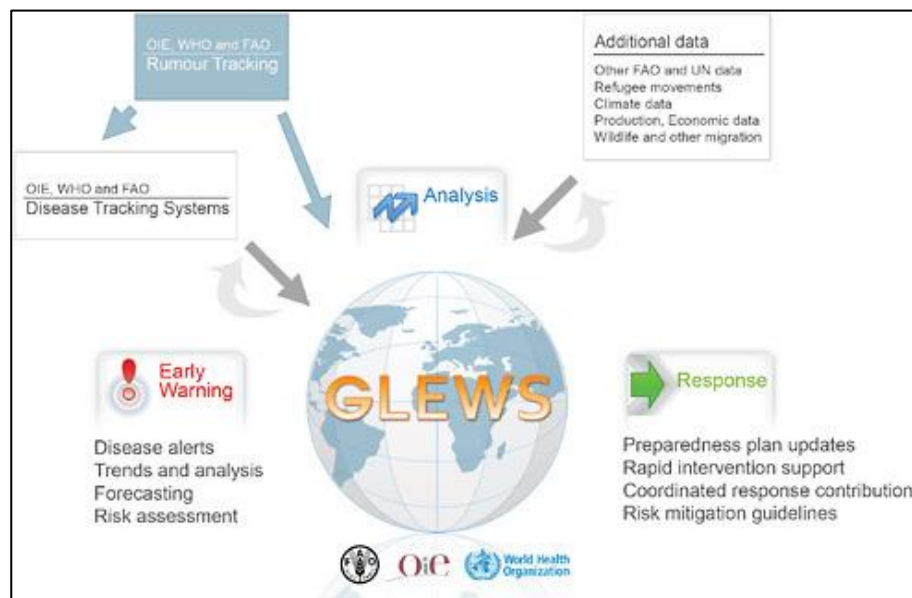 OIE, WHO and FAO
Rumour Tracking
Additional data
Other FAO and UN data
Refugee movements
Climate data
Production, Economic data
Wildlife and other migration
OIE, WHO and FAO
Disease Tracking Systems
Analysis
GLEWS
Early
Warning
Disease alerts
Trends and analysis
Forecasting
Risk assessment
Response
Preparedness plan updates
Rapid intervention support
Coordinated response contribution
Risk mitigation guidelines
FAO
OiE
World Health
Organization